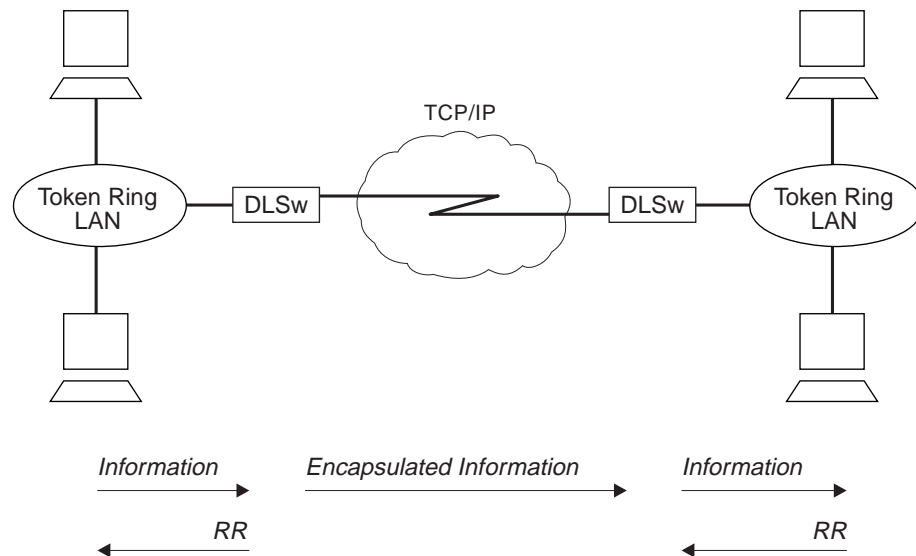 TCP/IP
Token Ring
LAN
DLSw
DLSw
Token Ring
LAN
Information
Encapsulated Information
Information
RR
RR